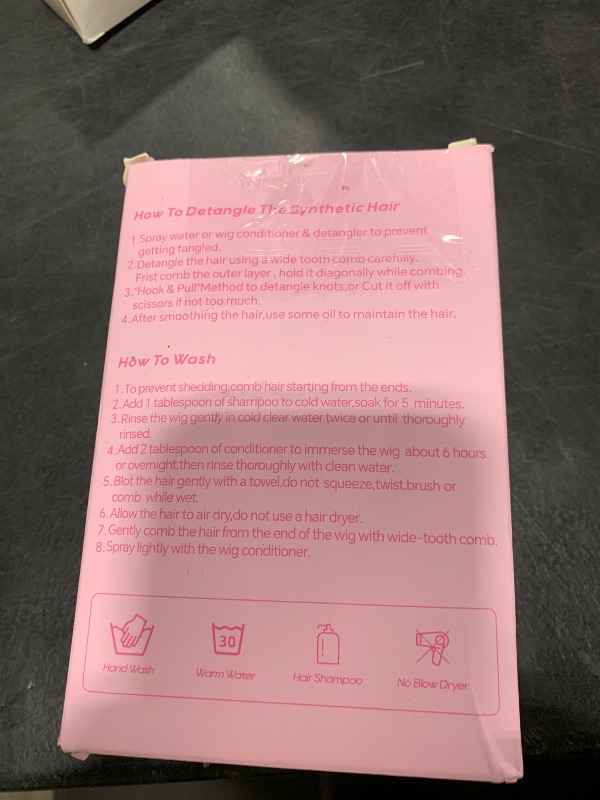 How To Detangle The Synthetic Hair
1.Spray water or wig conditioner & detangler to prevent
getting tangled.
2.Detangle the hair using a wide tooth comb carefully.
Frist comb the outer layer , hold it diagonally while combing.
3."Hook & Pull"Method to detangle knots,or Cut it off with
scissors if not too much.
4.After smoothing the hair,use some oil to maintain the hair.
How To Wash
1.To prevent shedding,comb hair starting from the ends.
2.Add 1 tablespoon of shampoo to cold water,soak for 5 minutes.
3.Rinse the wig gently in cold clear water twice or until thoroughly
rinsed.
4.Add 2 tablespoon of conditioner to immerse the wig about 6 hours
or overnight,then rinse thoroughly with clean water.
5.Blot the hair gently with a towel,do not squeeze,twist,brush or
comb while wet.
6.Allow the hair to air dry,do not use a hair dryer.
7.Gently comb the hair from the end of the wig with wide-tooth comb.
8.Spray lightly with the wig conditioner.
30
Hand Wash
Warm Water
Hair Shampoo
No Blow Dryer